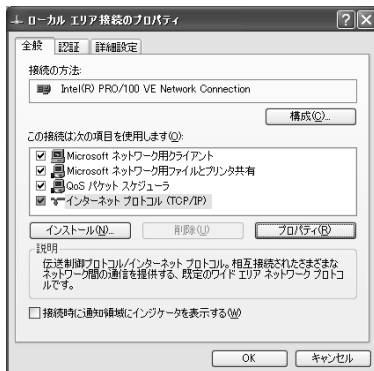 ローカル エリア接続のプロパティ
全般 認証 詳細設定
接続の方法:
Intel(R) PRO/100 VE Network Connection
構成(C)...
この接続は次の項目を使用します(O):
Microsoft ネットワーク用クライアント
Microsoft ネットワーク用ファイルとプリンタ共有
QoS パケット スケジューラ
インターネット プロトコル (TCP/IP)
インストール(N)... 削除(U) プロパティ(R)
説明
伝送制御プロトコル/インターネット プロトコル。相互接続されたさまざまな
ネットワーク間の通信を提供する、既定のワイド エリア ネットワーク プロトコ
ルです。
接続時に通知領域にインジケータを表示する(W)
OK キャンセル